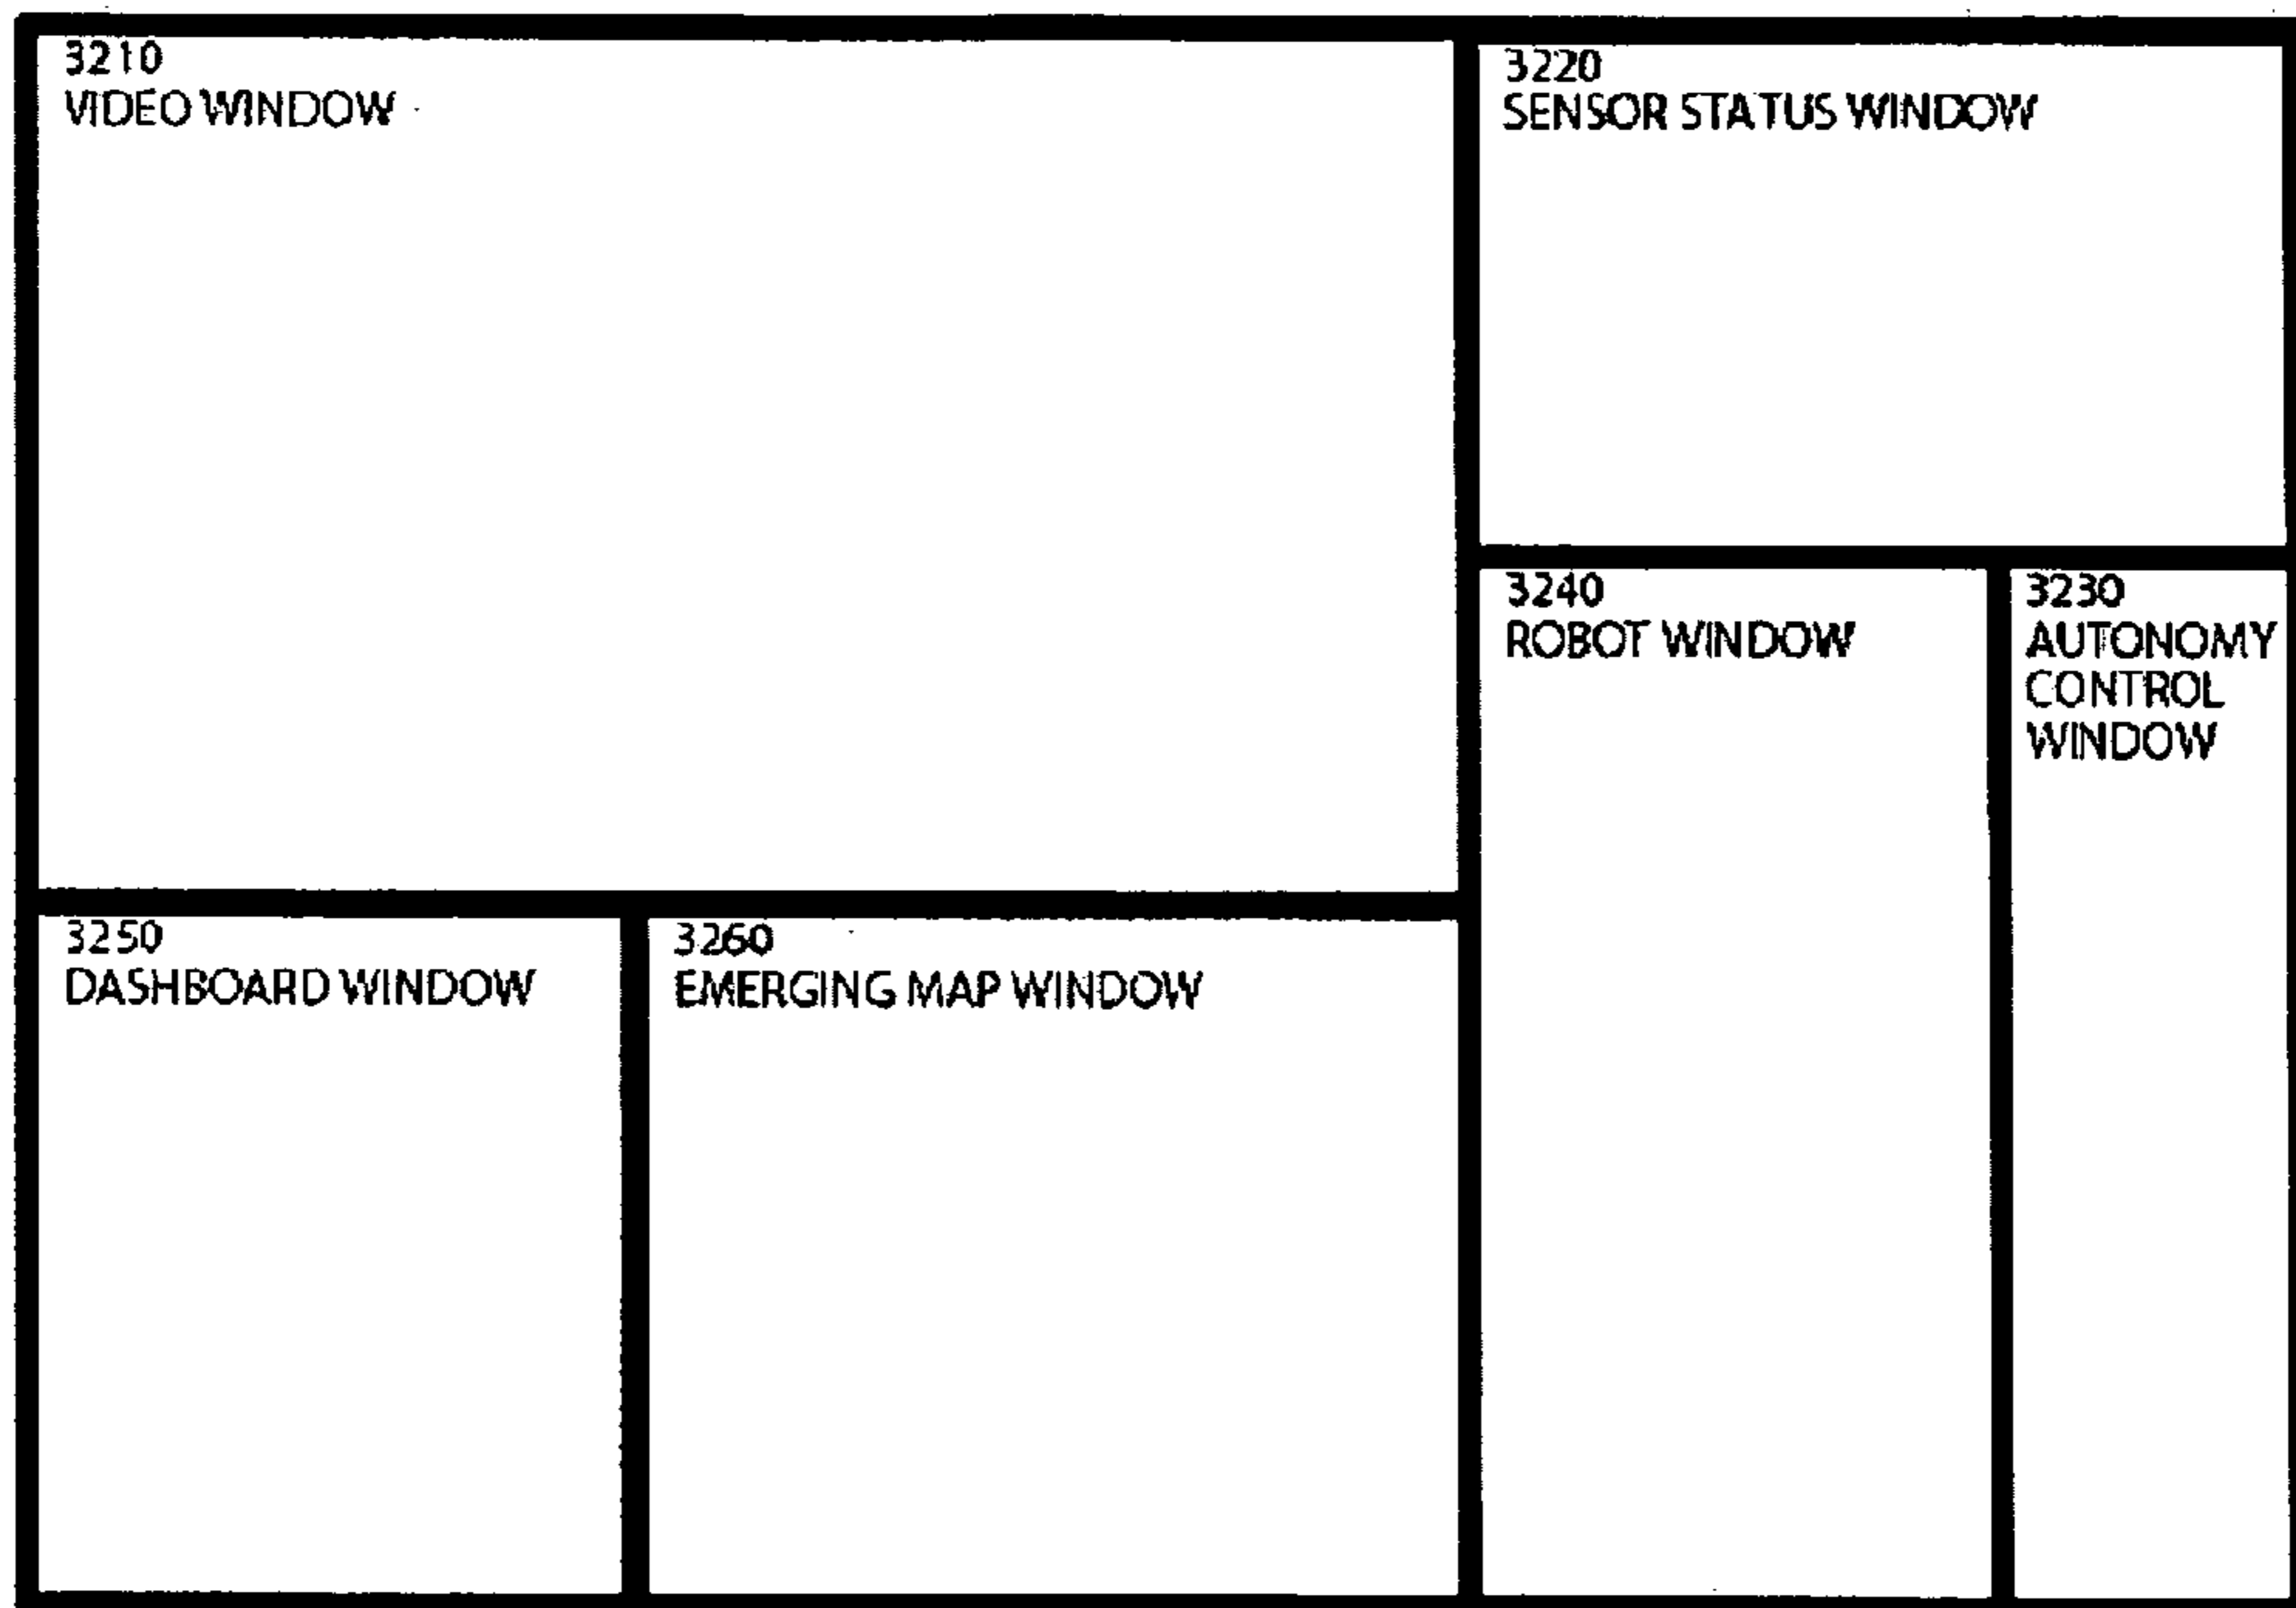 3210
VIDEO WINDOW
3220
SENSOR STATUS WINDOW
3240
ROBOT WINDOW
3230
AUTONOMY
CONTROL
WINDOW
3250
DASHBOARD WINDOW
3260
EMERGING MAP WINDOW